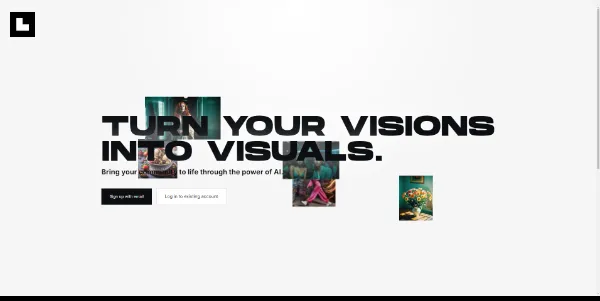 TURN YOUR VISIONS
INTO VISUALS.
Bring your community to life through the power of AI.
Sign up with email
Log in to existing account